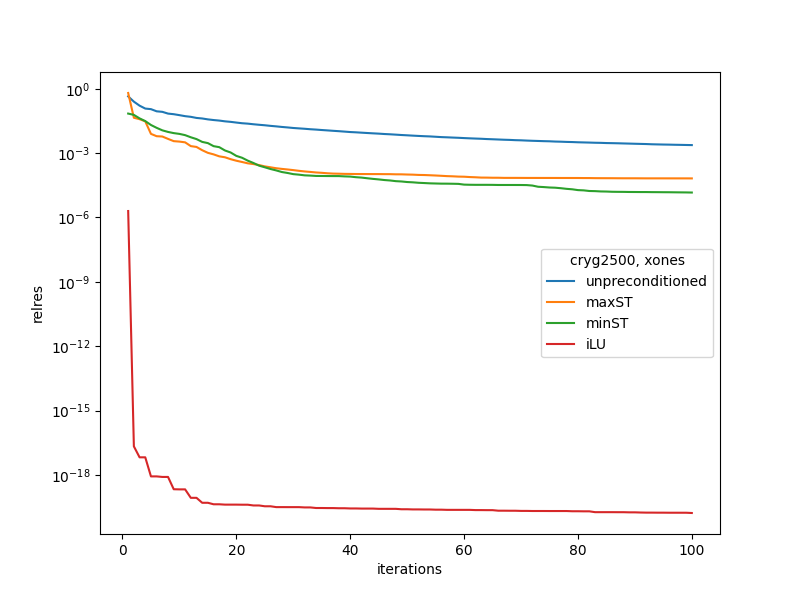 10^0
10^-3
10^-6
10^-9
10^-12
10^-15
10^-18
relres
cryg2500, xones
unpreconditioned
maxST
minST
iLU
0 20 40 60 80 100
iterations